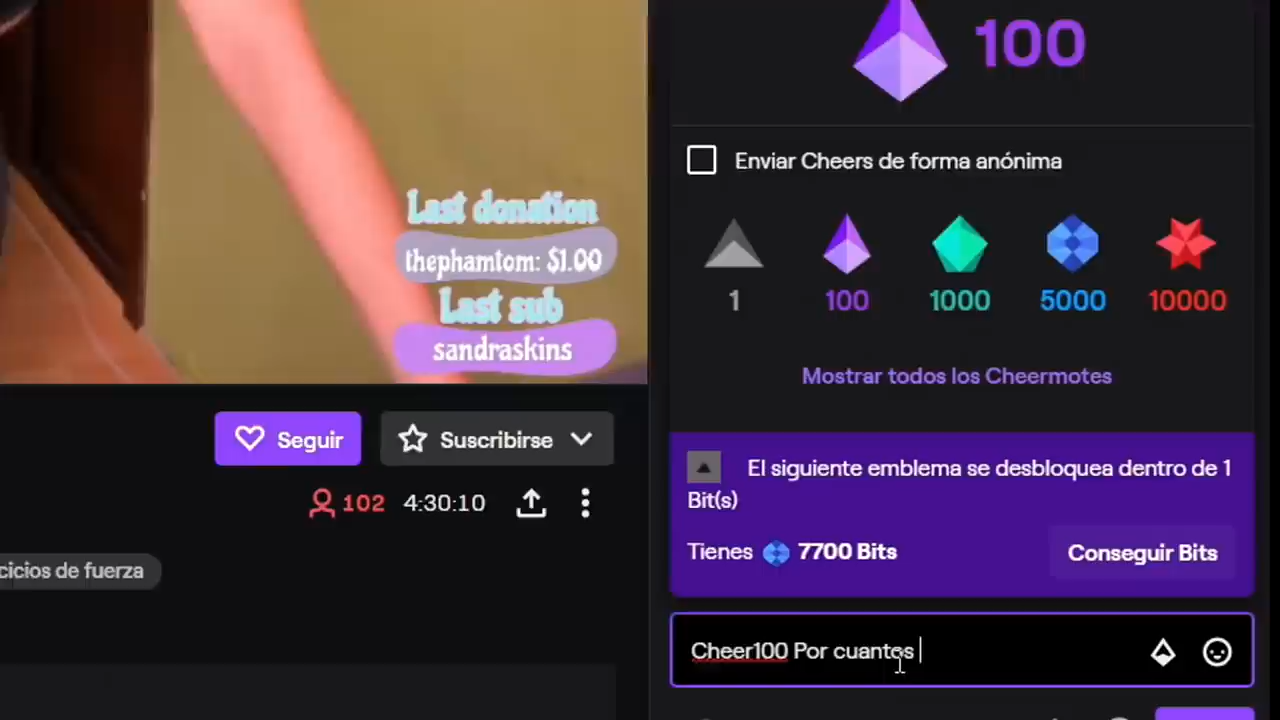 100
Enviar Cheers de forma anónima
1 100 1000 5000 10000
Mostrar todos los Cheermotes
El siguiente emblema se desbloquea dentro de 1
Bit(s)
Tienes 7700 Bits
Conseguir Bits
Cheer100 Por cuantos
Last donation
thephamtom: $1.00
Last sub
sandraskins
Seguir
Suscribirse
102 4:30:10
cicios de fuerza